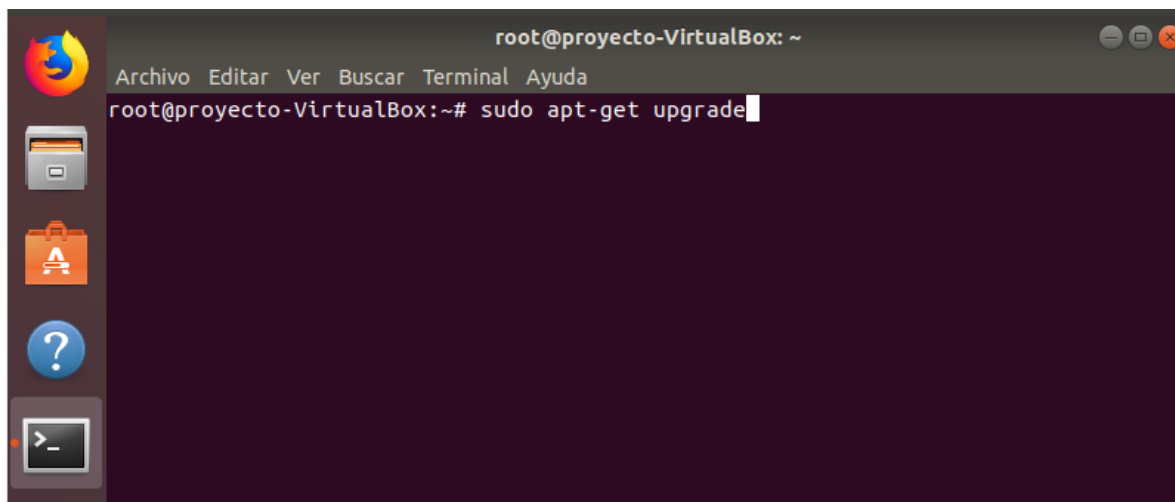 root@proyecto-VirtualBox: ~
Archivo Editar Ver Buscar Terminal Ayuda
root@proyecto-VirtualBox:~# sudo apt-get upgrade